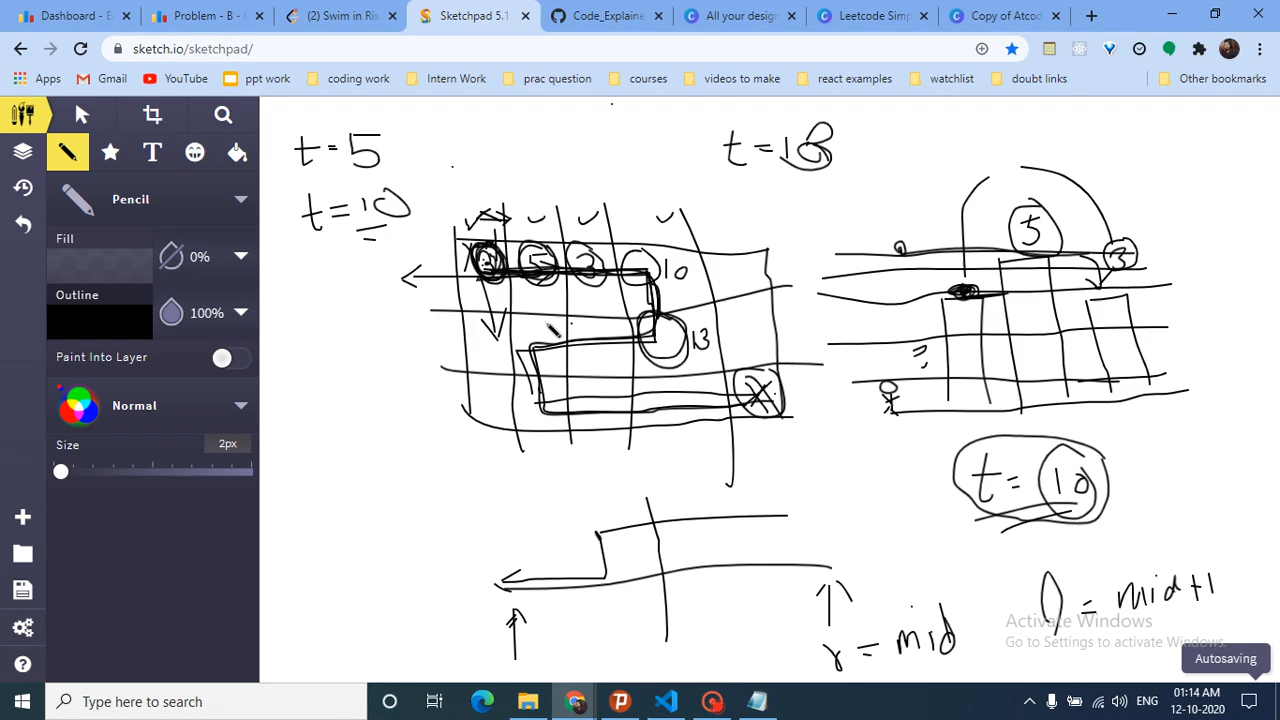 Dashboard - E
Problem - B - C
(2) Swim in Ris
Sketchpad 5.1
Code_Explaine
All your design
Leetcode Simp
Copy of Atcod
sketch.io/sketchpad/
Apps
Gmail
YouTube
ppt work
coding work
Intern Work
prac question
courses
videos to make
react examples
watchlist
doubt links
Other bookmarks
Pencil
Fill
0%
Outline
100%
Paint Into Layer
Normal
Size
2px
t=5
t=10
5
10
13
5
3
t=10
r=mid
l=mid+1
Activate Windows
Go to Settings to activate Windows.
Autosaving
Type here to search
ENG
01:14 AM
12-10-2020